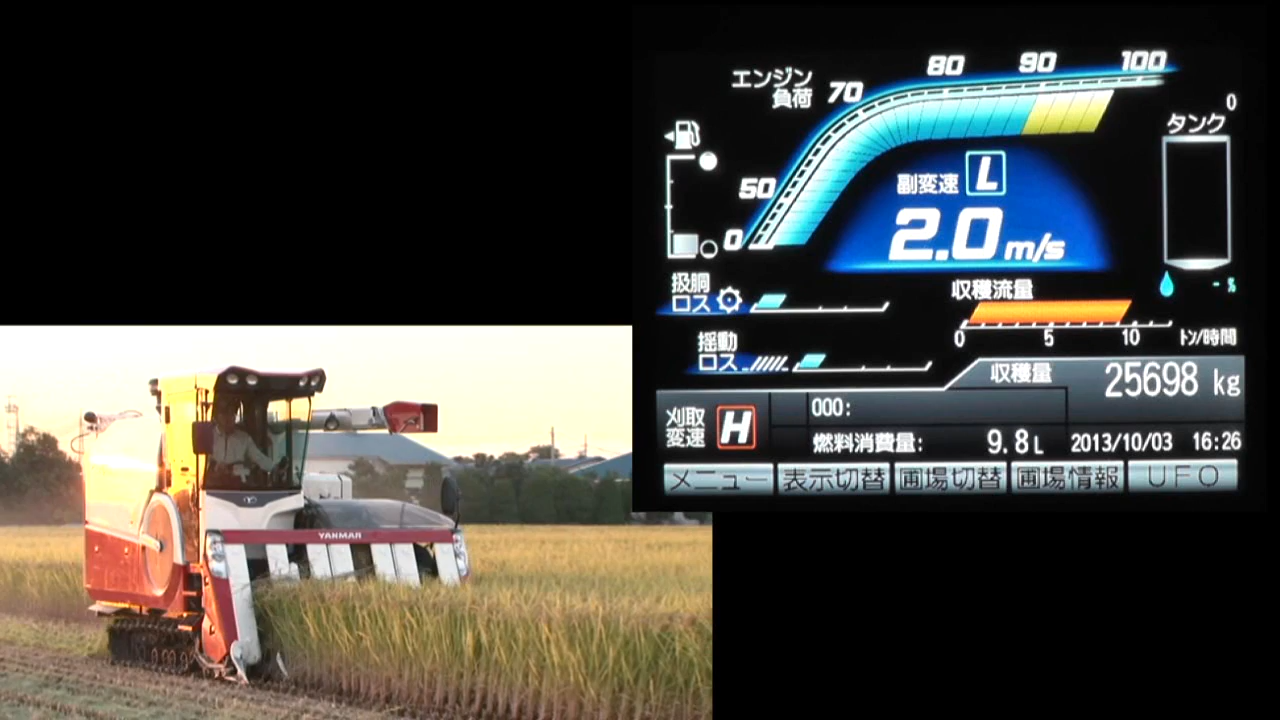 エンジン
負荷
0
50
70
80
90
100
タンク
0
副変速 L
2.0 m/s
- %
扱胴
ロス
収穫流量
0 5 10 トン/時間
揺動
ロス
収穫量 25698 kg
刈取
変速 H
000:
燃料消費量: 9.8L 2013/10/03 16:26
メニュー 表示切替 圃場切替 圃場情報 UFO
YANMAR